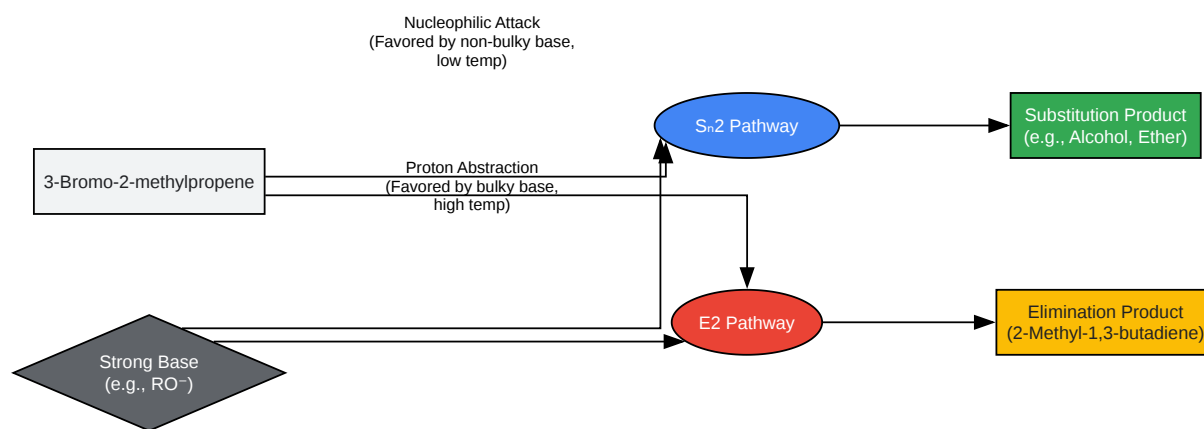 Nucleophilic Attack
(Favored by non-bulky base,
low temp)
Sₙ2 Pathway
Substitution Product
(e.g., Alcohol, Ether)
3-Bromo-2-methylpropene
Proton Abstraction
(Favored by bulky base,
high temp)
E2 Pathway
Elimination Product
(2-Methyl-1,3-butadiene)
Strong Base
(e.g., RO⁻)